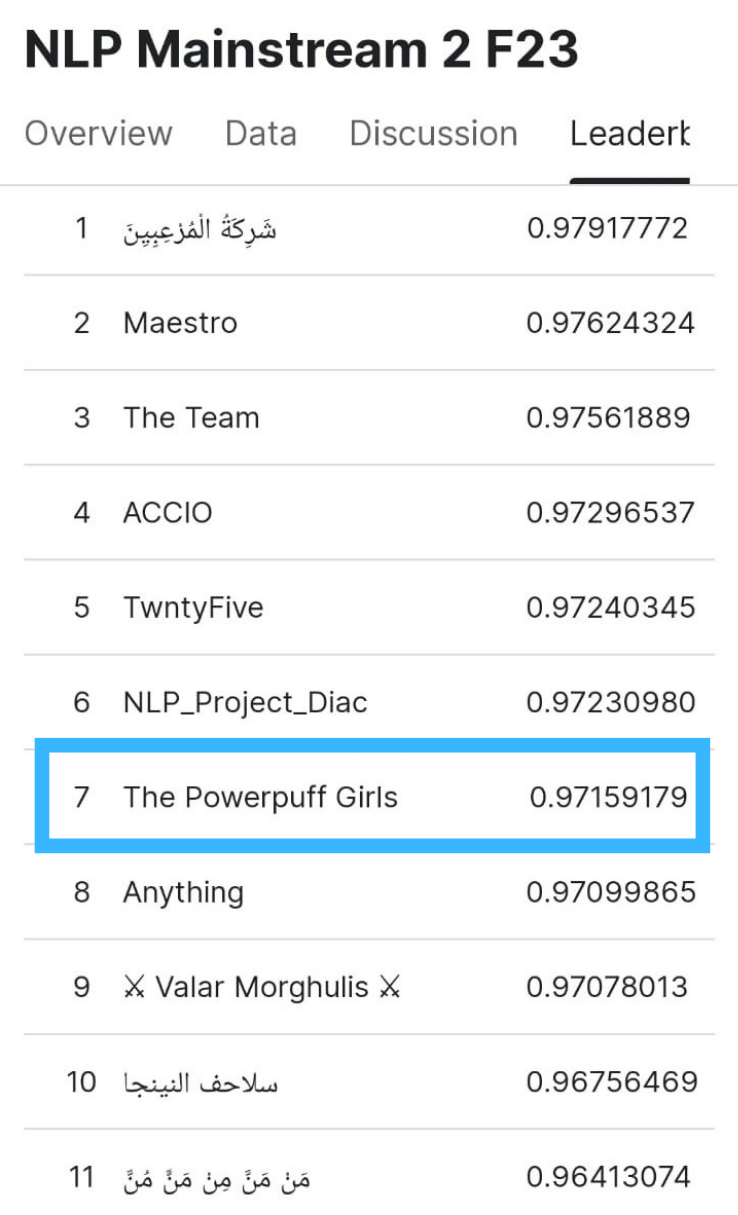 NLP Mainstream 2 F23
Overview Data Discussion Leaderb
1 شَرِكَةُ الْمُرْعِبِينَ 0.97917772
2 Maestro 0.97624324
3 The Team 0.97561889
4 ACCIO 0.97296537
5 TwntyFive 0.97240345
6 NLP_Project_Diac 0.97230980
7 The Powerpuff Girls 0.97159179
8 Anything 0.97099865
9 ⚔ Valar Morghulis ⚔ 0.97078013
10 سلاحف النينجا 0.96756469
11 مَنْ مَنَّ مِنْ مَنٍّ مُنَّ 0.96413074